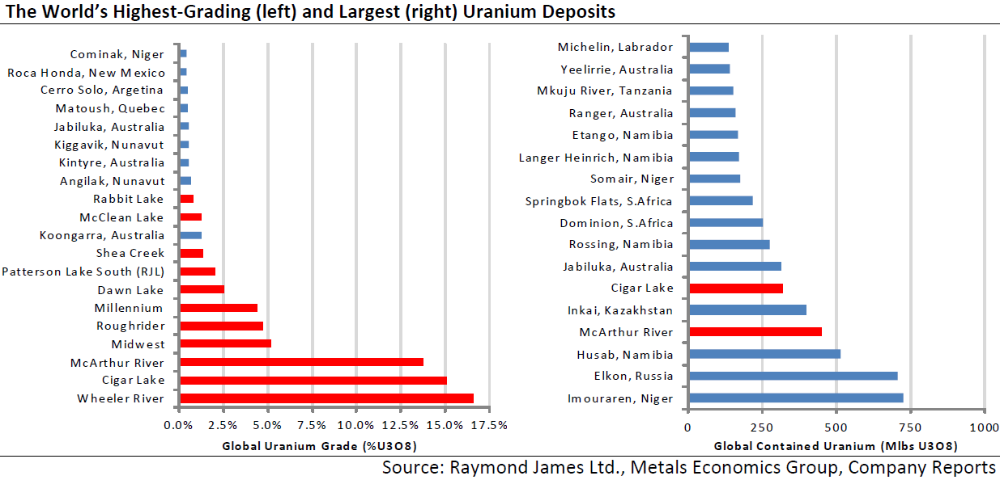 The World's Highest-Grading (left) and Largest (right) Uranium Deposits
Cominak, Niger
Roca Honda, New Mexico
Cerro Solo, Argetina
Matoush, Quebec
Jabiluka, Australia
Kiggavik, Nunavut
Kintyre, Australia
Angilak, Nunavut
Rabbit Lake
McClean Lake
Koongarra, Australia
Shea Creek
Patterson Lake South (RJL)
Dawn Lake
Millennium
Roughrider
Midwest
McArthur River
Cigar Lake
Wheeler River
0.0% 2.5% 5.0% 7.5% 10.0% 12.5% 15.0% 17.5%
Global Uranium Grade (%U3O8)
Michelin, Labrador
Yeelirrie, Australia
Mkuju River, Tanzania
Ranger, Australia
Etango, Namibia
Langer Heinrich, Namibia
Somair, Niger
Springbok Flats, S.Africa
Dominion, S.Africa
Rossing, Namibia
Jabiluka, Australia
Cigar Lake
Inkai, Kazakhstan
McArthur River
Husab, Namibia
Elkon, Russia
Imouraren, Niger
0 250 500 750 1000
Global Contained Uranium (Mlbs U3O8)
Source: Raymond James Ltd., Metals Economics Group, Company Reports